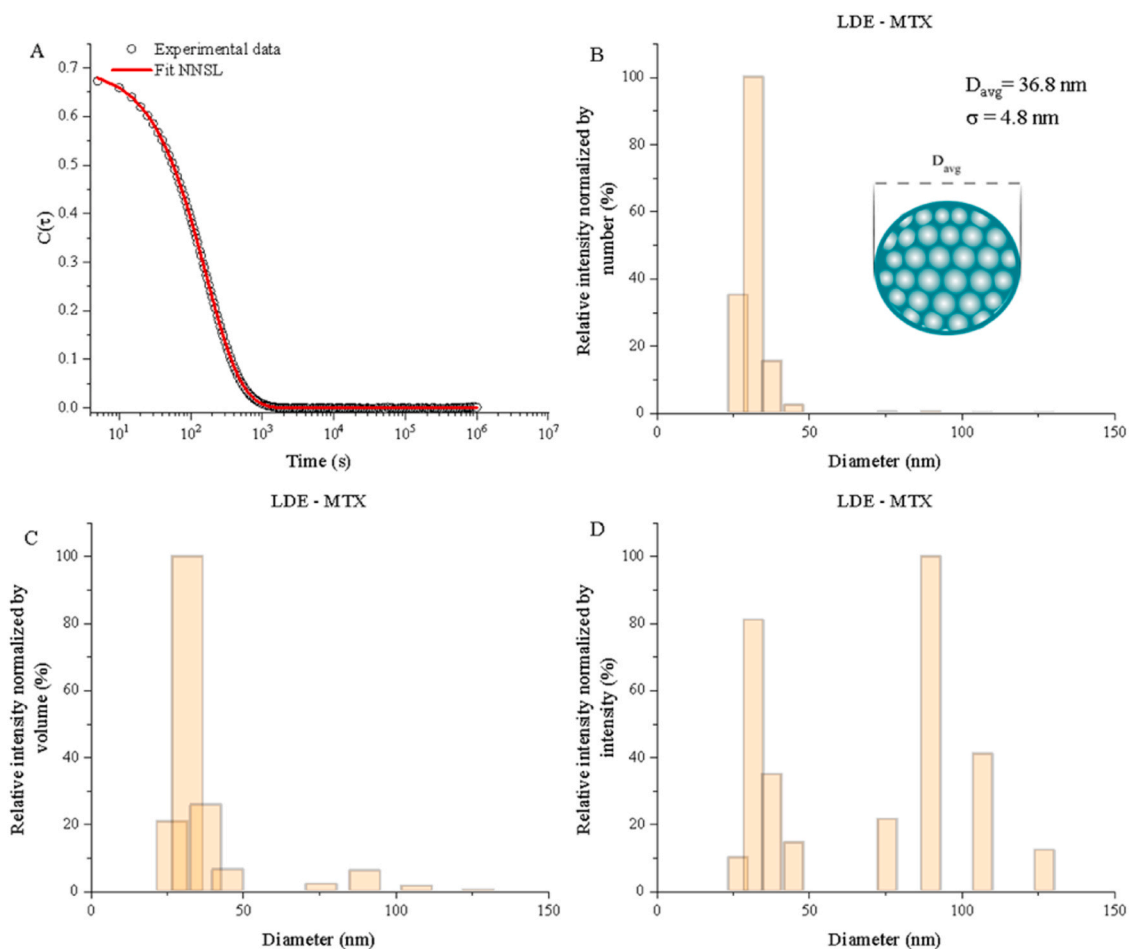 A
Experimental data
Fit NNSL
0.7
0.6
0.5
0.4
0.3
0.2
0.1
0.0
C(τ)
10¹ 10² 10³ 10⁴ 10⁵ 10⁶ 10⁷
Time (s)
LDE - MTX
B
D_avg= 36.8 nm
σ = 4.8 nm
D_avg
100
80
60
40
20
0
Relative intensity normalized by
number (%)
0 50 100 150
Diameter (nm)
LDE - MTX
C
100
80
60
40
20
0
Relative intensity normalized by
volume (%)
0 50 100 150
Diameter (nm)
LDE - MTX
D
100
80
60
40
20
0
Relative intensity normalized by
intensity (%)
0 50 100 150
Diameter (nm)